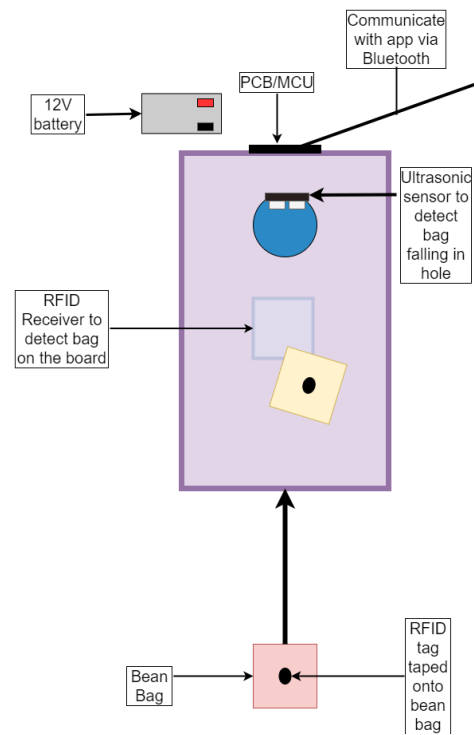 Communicate
with app via
Bluetooth
PCB/MCU
12V
battery
Ultrasonic
sensor to
detect
bag
falling in
hole
RFID
Receiver to
detect bag
on the board
Bean
Bag
RFID
tag
taped
onto
bean
bag